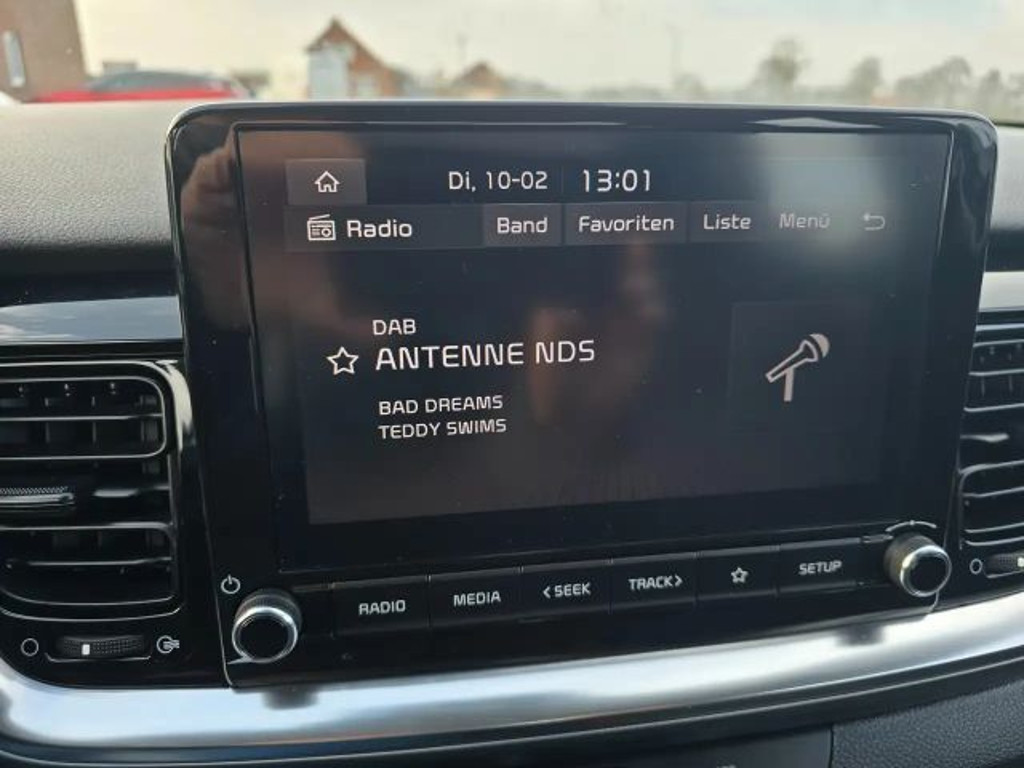 Di, 10-02 13:01
Radio Band Favoriten Liste Menü
DAB
ANTENNE NDS
BAD DREAMS
TEDDY SWIMS
RADIO MEDIA <SEEK TRACK> SETUP